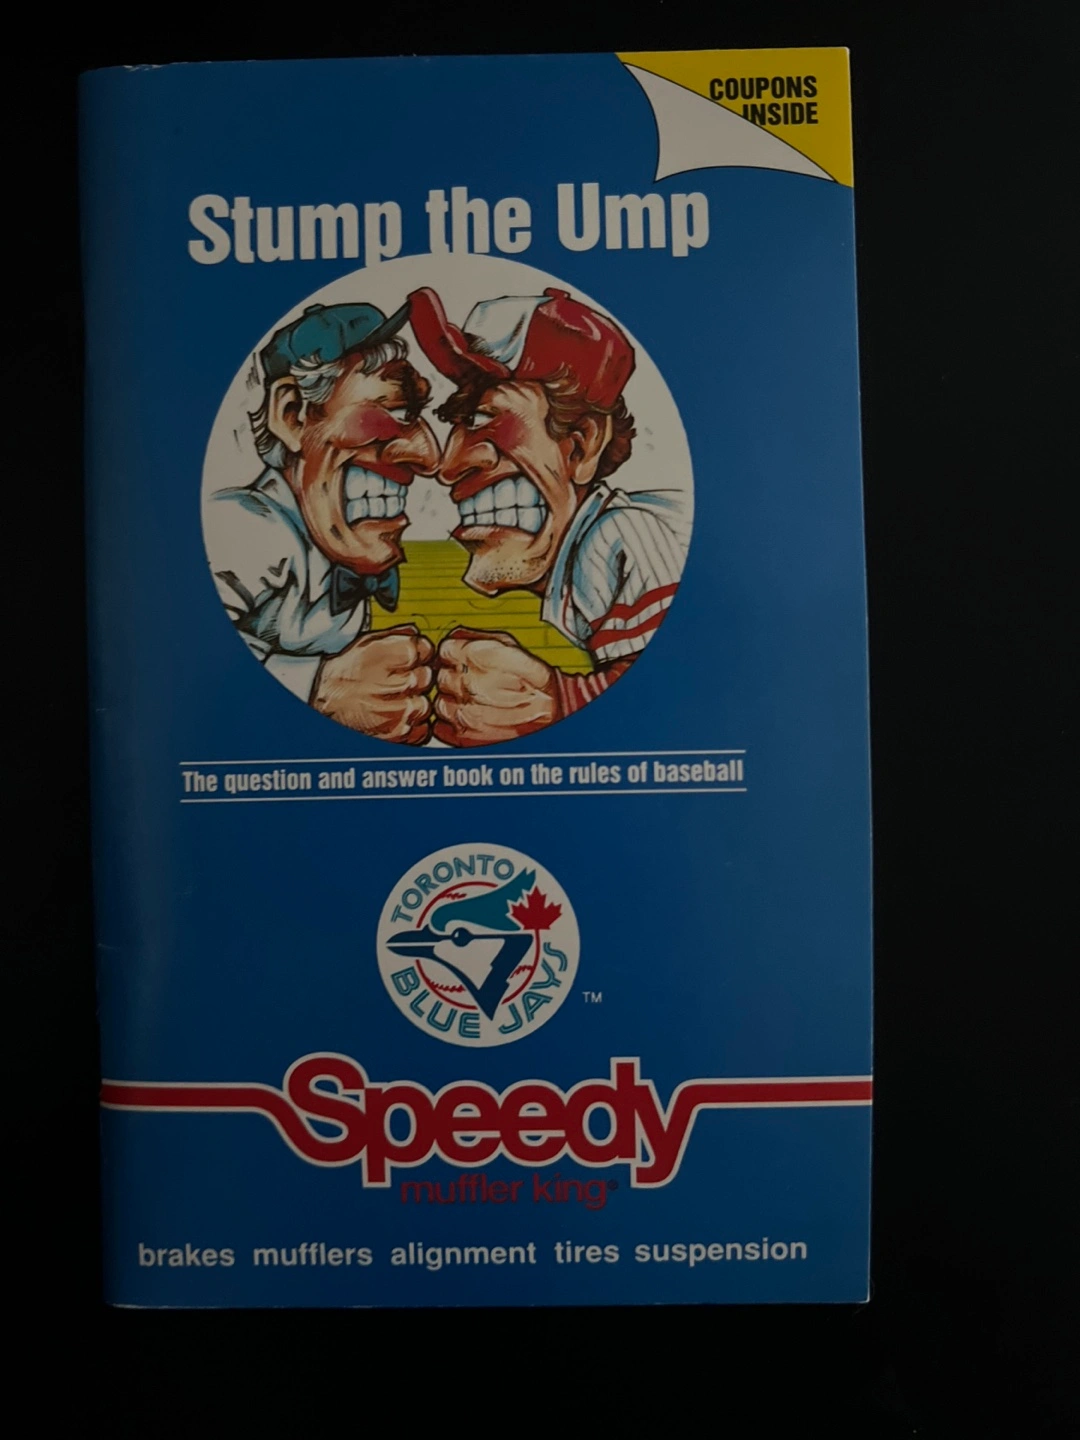 COUPONS
INSIDE
Stump the Ump
The question and answer book on the rules of baseball
TORONTO
BLUE JAYS
TM
Speedy
muffler king®
brakes mufflers alignment tires suspension